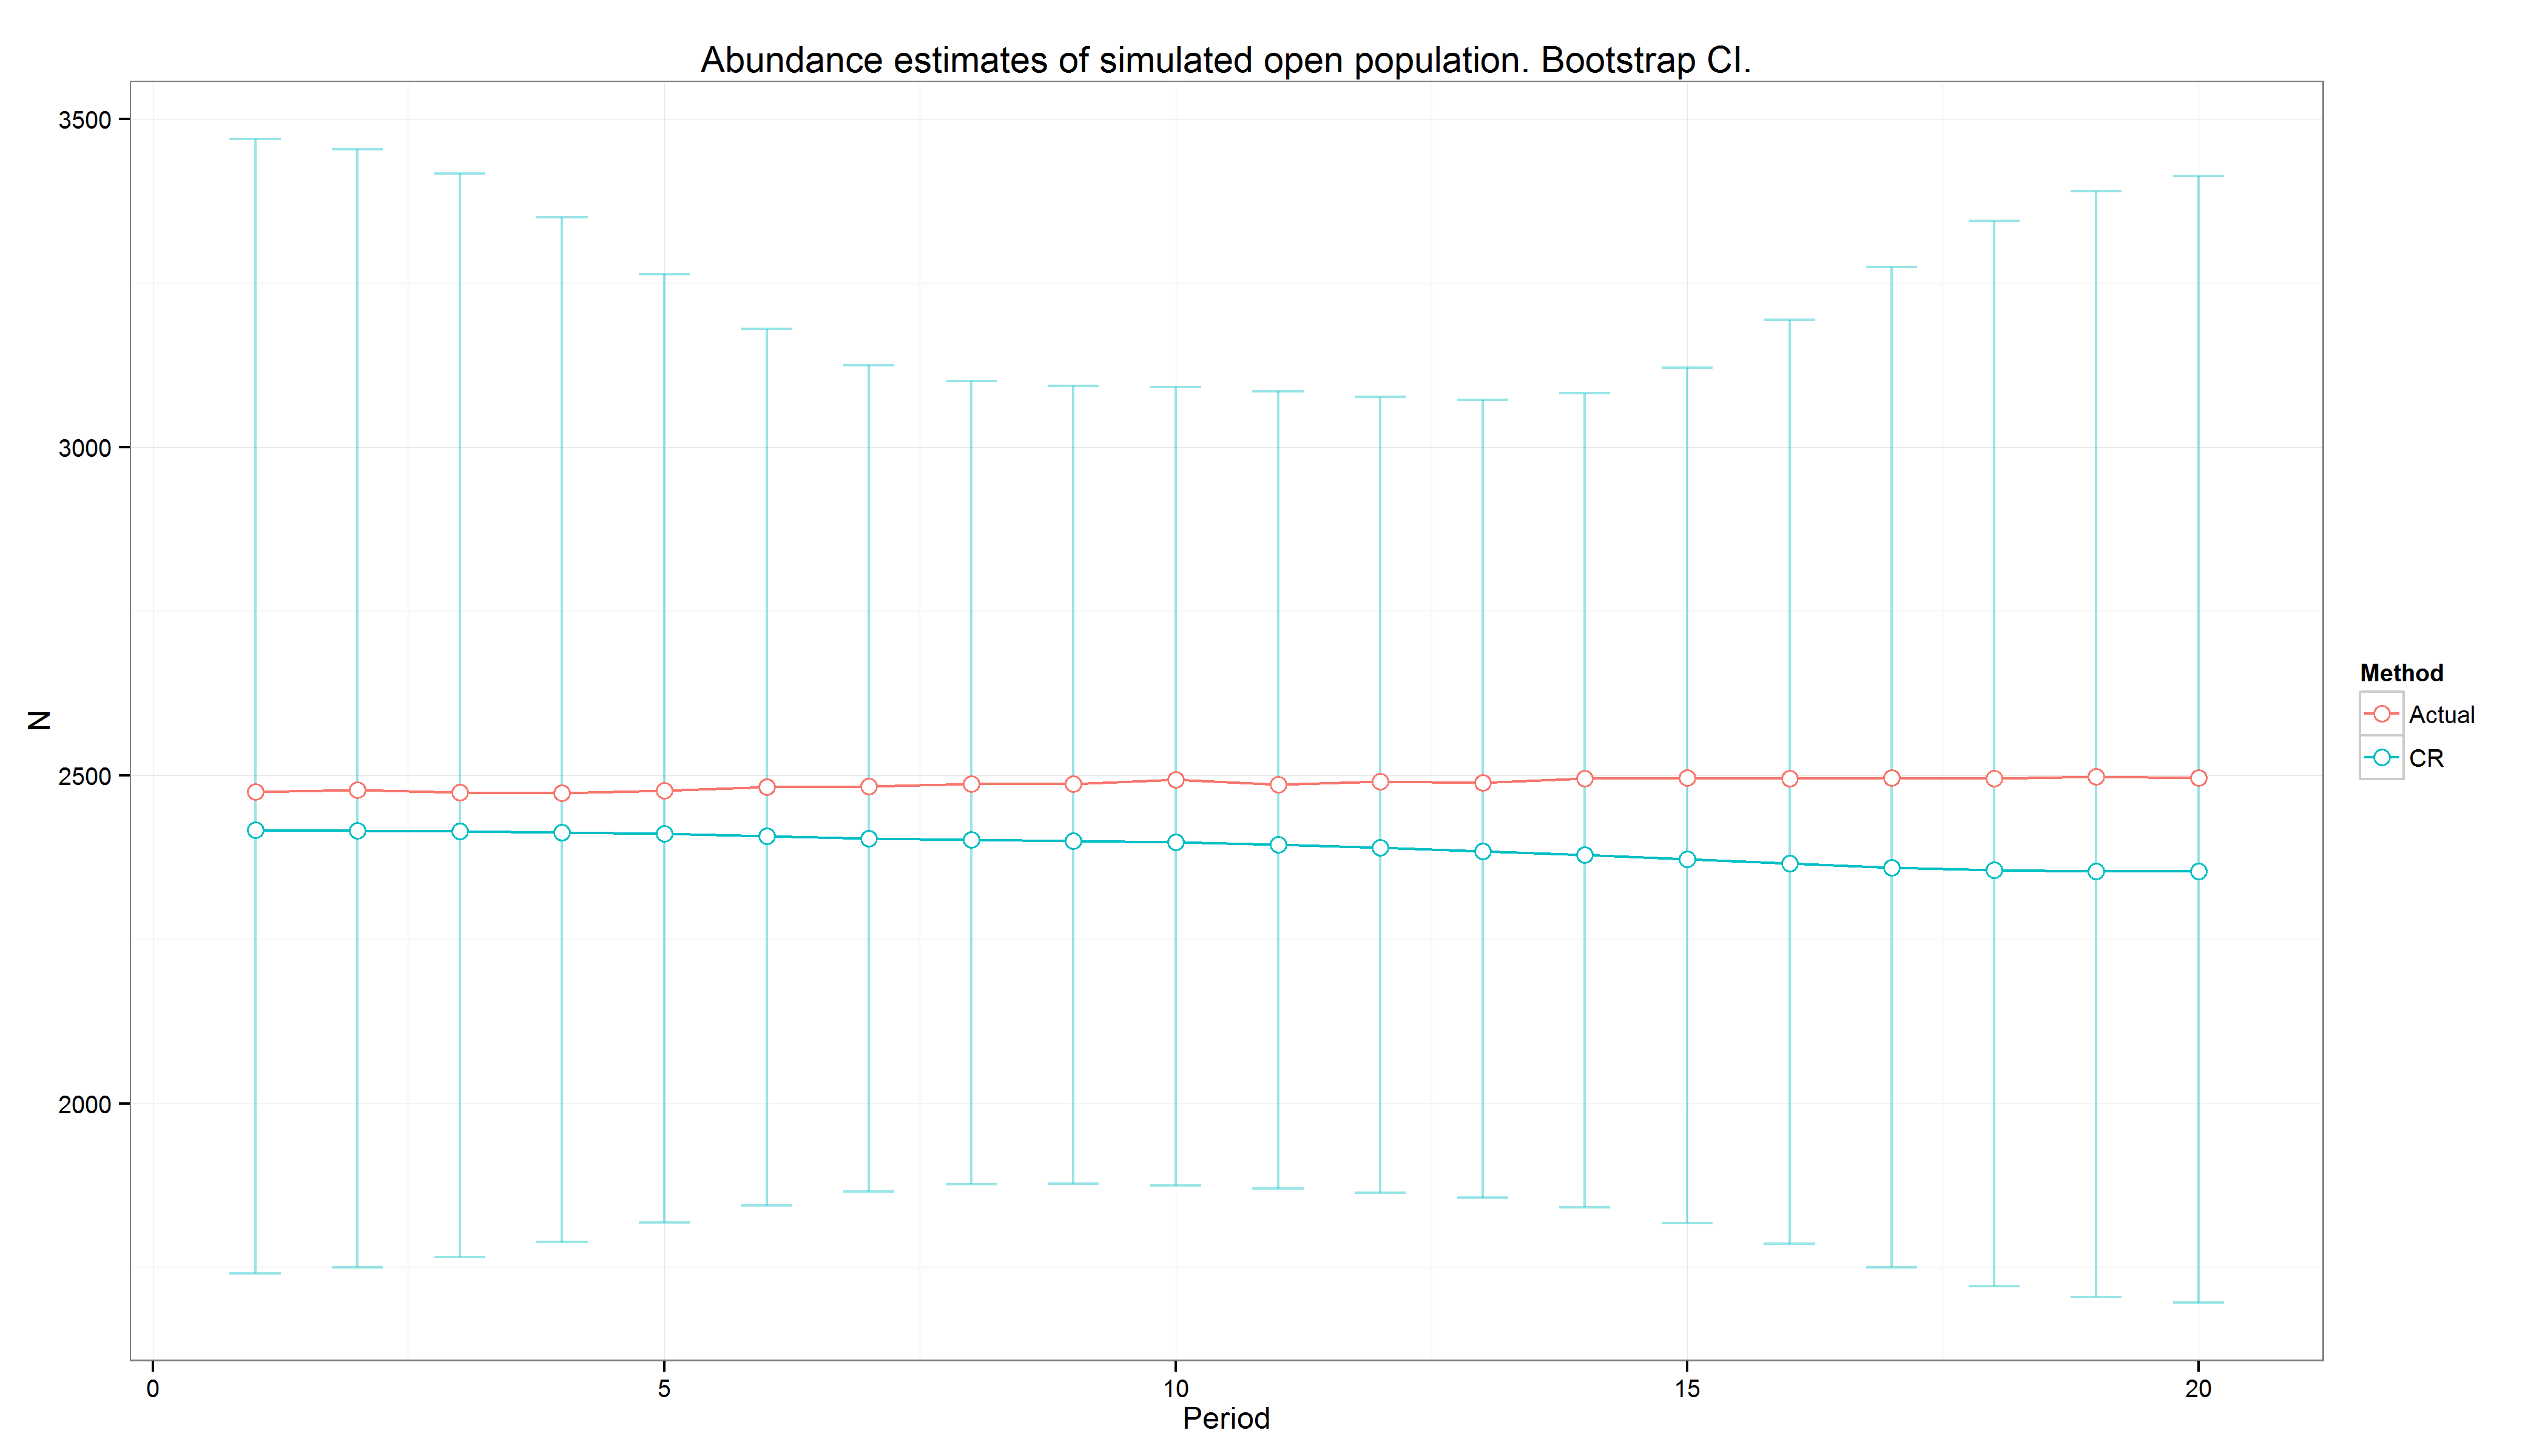 Abundance estimates of simulated open population. Bootstrap CI.
3500
3000
2500
2000
N
0 5 10 15 20
Period
Method
Actual
CR